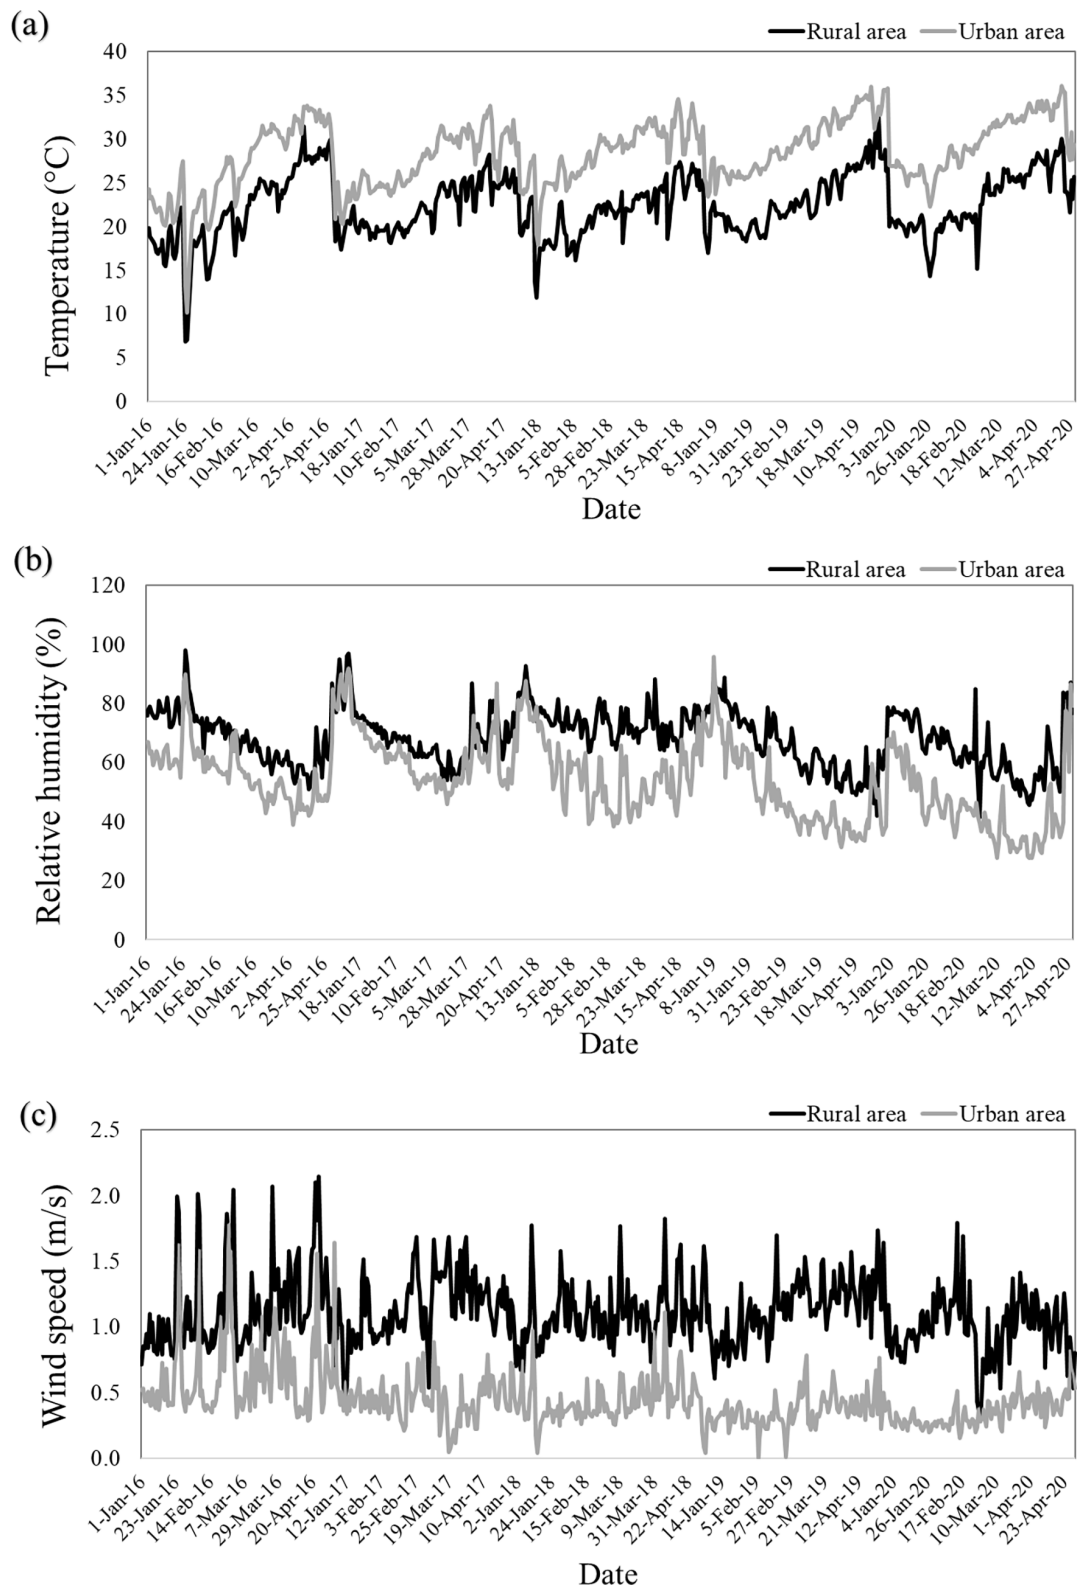 (a)
Rural area Urban area
40
35
30
25
20
15
10
5
0
Temperature (°C)
1-Jan-16 24-Jan-16 16-Feb-16 10-Mar-16 2-Apr-16 25-Apr-16 18-Jan-17 10-Feb-17 5-Mar-17 28-Mar-17 20-Apr-17 13-Jan-18 5-Feb-18 28-Feb-18 23-Mar-18 15-Apr-18 8-Jan-19 31-Jan-19 23-Feb-19 18-Mar-19 10-Apr-19 3-Jan-20 26-Jan-20 18-Feb-20 12-Mar-20 4-Apr-20 27-Apr-20
Date
(b)
Rural area Urban area
120
100
80
60
40
20
0
Relative humidity (%)
1-Jan-16 24-Jan-16 16-Feb-16 10-Mar-16 2-Apr-16 25-Apr-16 18-Jan-17 10-Feb-17 5-Mar-17 28-Mar-17 20-Apr-17 13-Jan-18 5-Feb-18 28-Feb-18 23-Mar-18 15-Apr-18 8-Jan-19 31-Jan-19 23-Feb-19 18-Mar-19 10-Apr-19 3-Jan-20 26-Jan-20 18-Feb-20 12-Mar-20 4-Apr-20 27-Apr-20
Date
(c)
Rural area Urban area
2.5
2.0
1.5
1.0
0.5
0.0
Wind speed (m/s)
1-Jan-16 23-Jan-16 14-Feb-16 7-Mar-16 29-Mar-16 20-Apr-16 12-Jan-17 3-Feb-17 25-Feb-17 19-Mar-17 10-Apr-17 2-Jan-18 24-Jan-18 15-Feb-18 9-Mar-18 31-Mar-18 22-Apr-18 14-Jan-19 5-Feb-19 27-Feb-19 21-Mar-19 12-Apr-19 4-Jan-20 26-Jan-20 17-Feb-20 10-Mar-20 1-Apr-20 23-Apr-20
Date